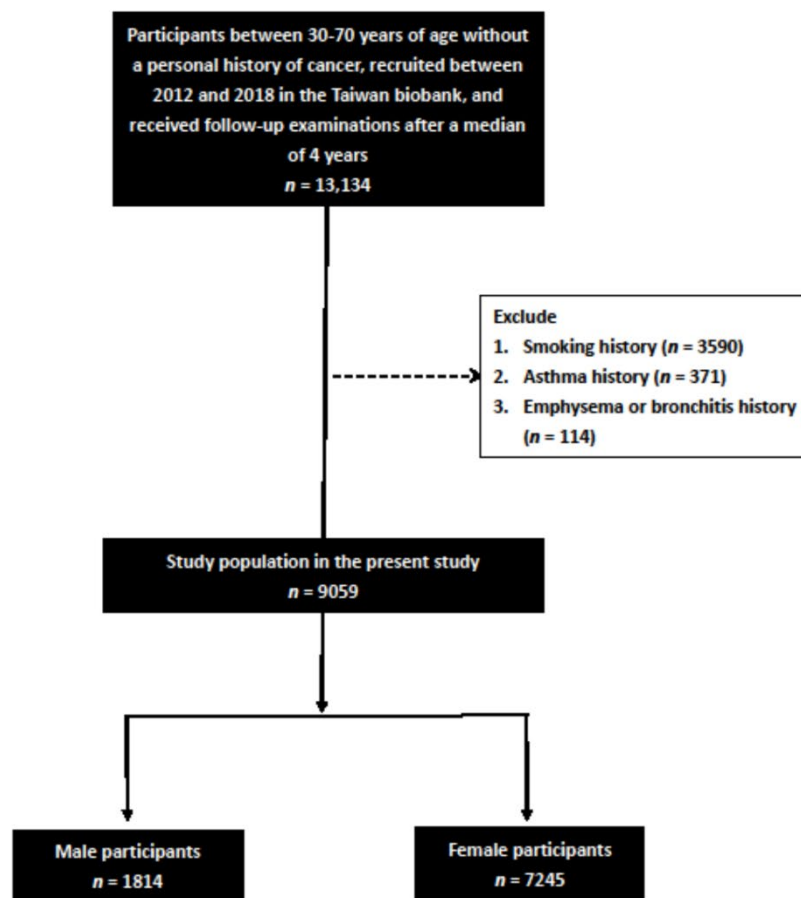 Participants between 30-70 years of age without
a personal history of cancer, recruited between
2012 and 2018 in the Taiwan biobank, and
received follow-up examinations after a median
of 4 years
n = 13,134
Exclude
1. Smoking history (n = 3590)
2. Asthma history (n = 371)
3. Emphysema or bronchitis history
(n = 114)
Study population in the present study
n = 9059
Male participants
n = 1814
Female participants
n = 7245